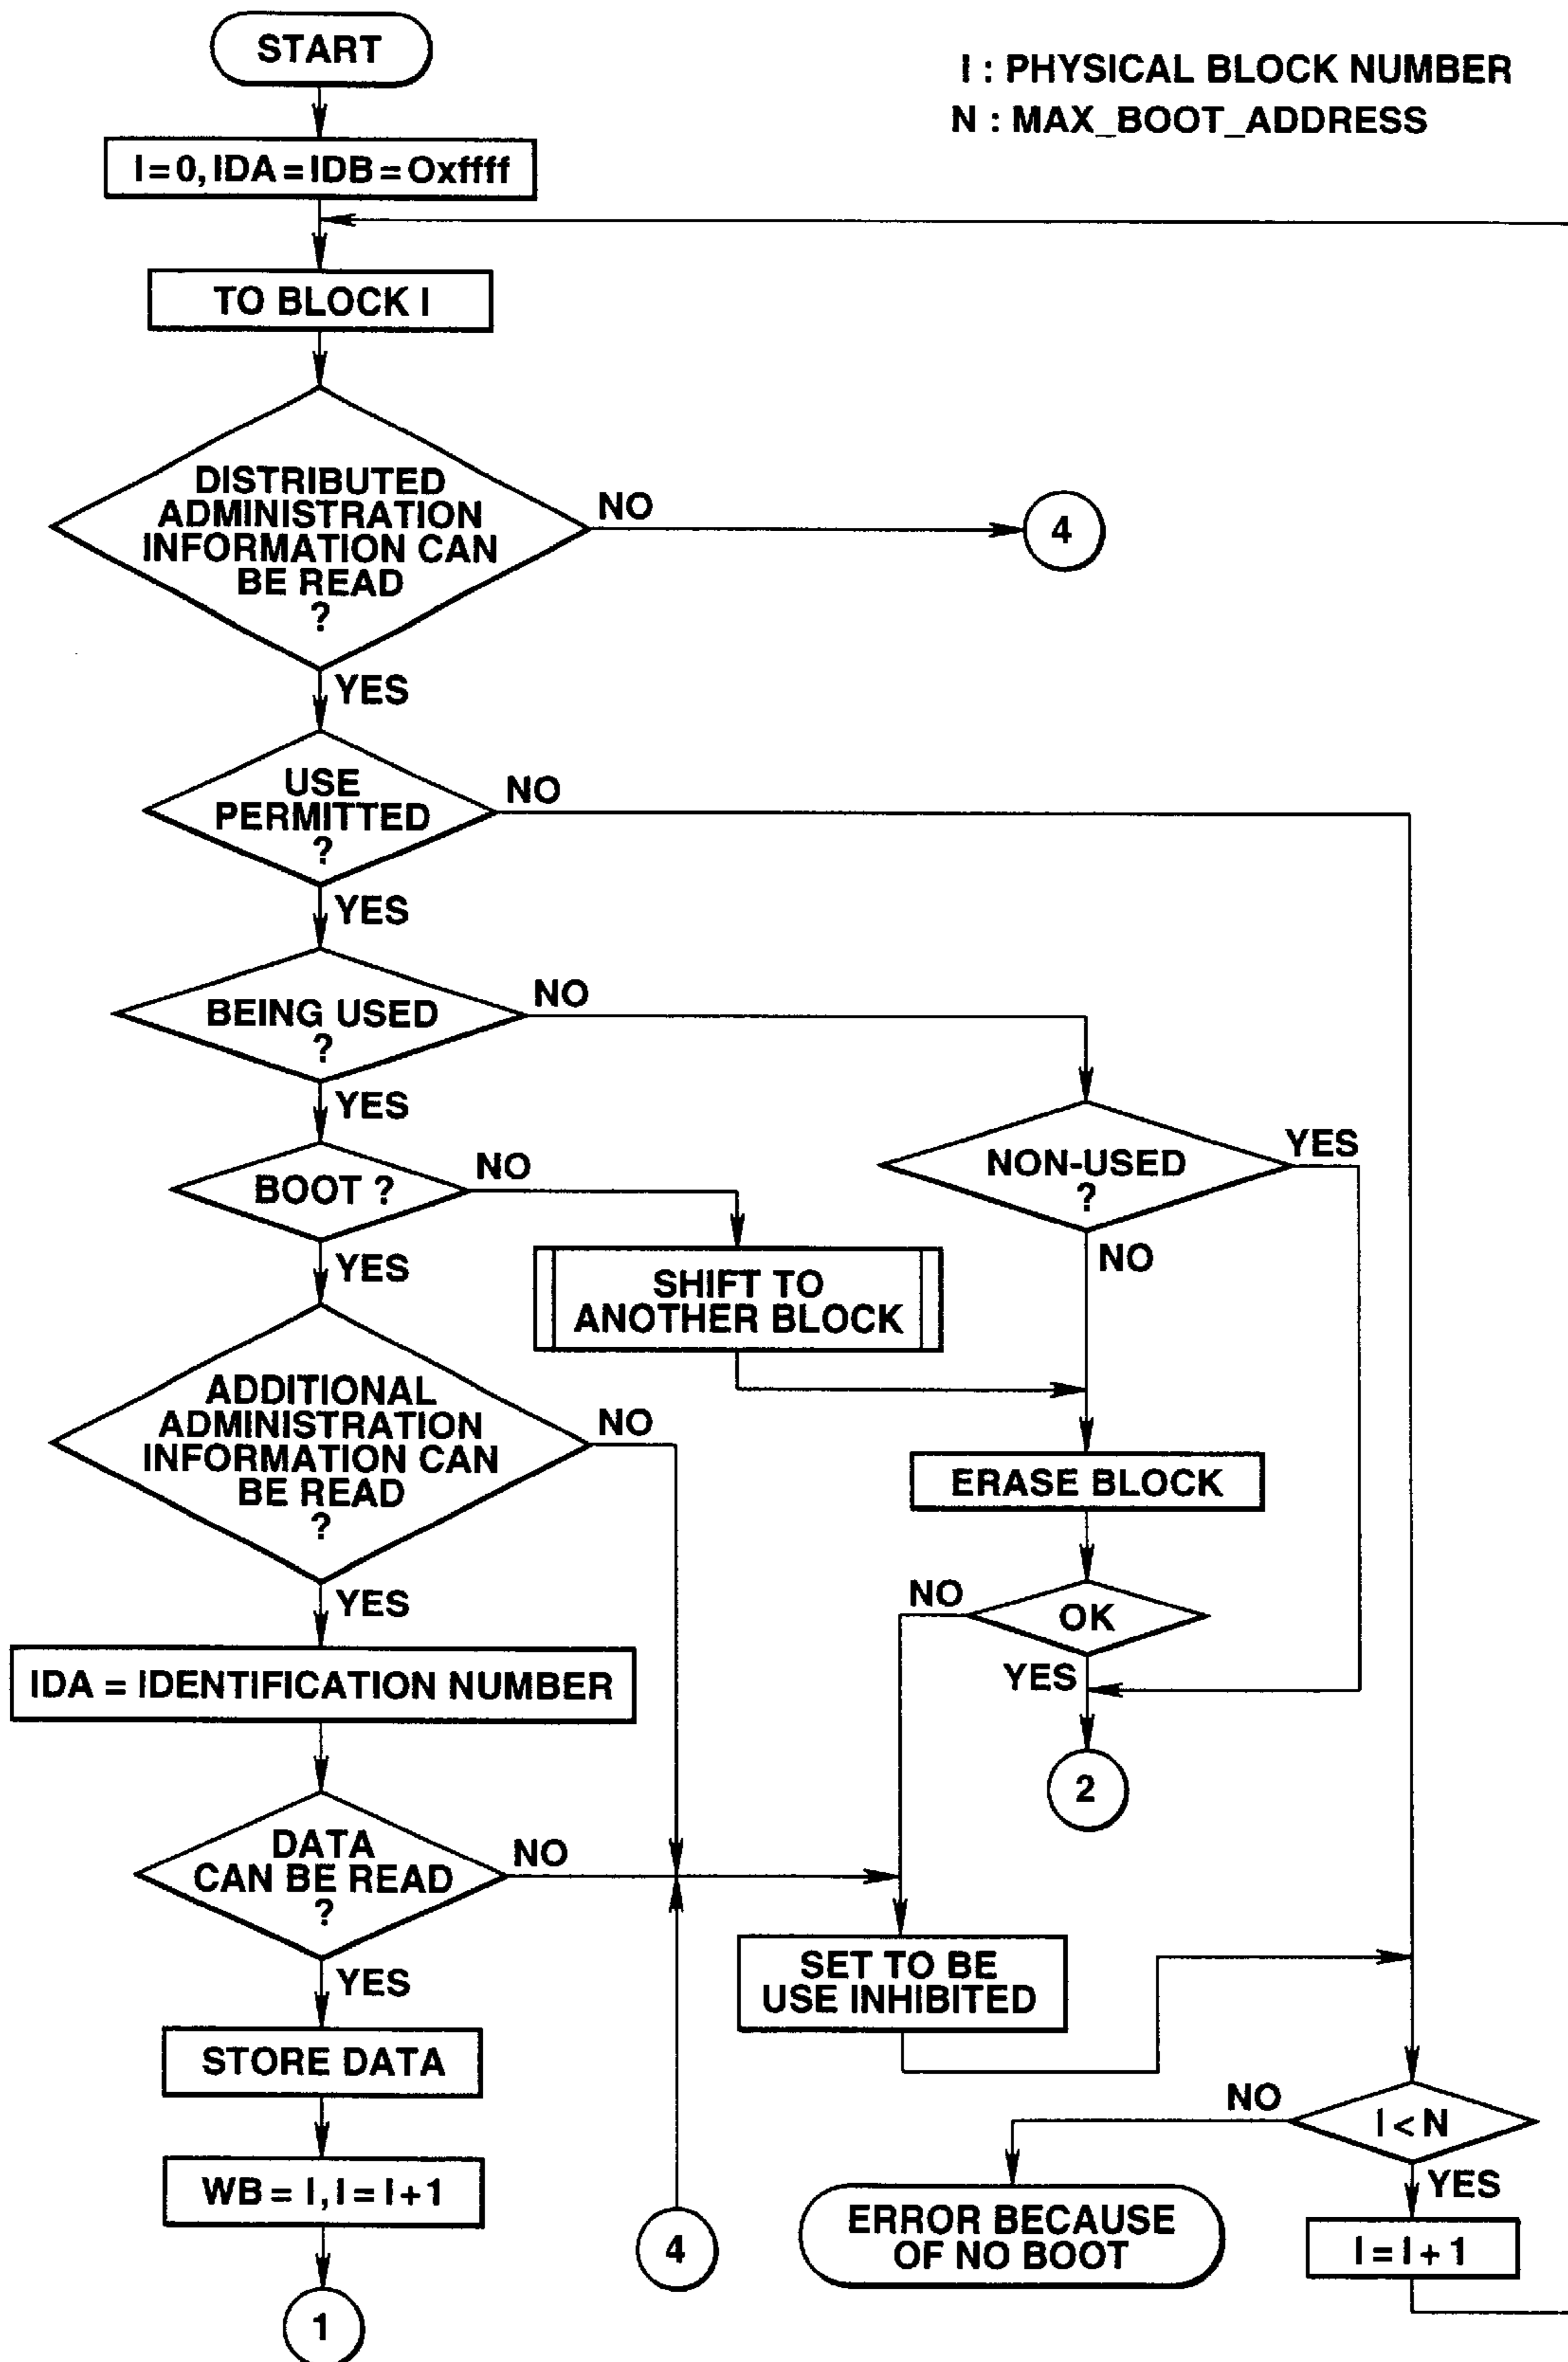 START
I : PHYSICAL BLOCK NUMBER
N : MAX_BOOT_ADDRESS
I=0, IDA=IDB=0xffff
TO BLOCK I
DISTRIBUTED
ADMINISTRATION
INFORMATION CAN
BE READ
?
NO
4
YES
USE
PERMITTED
?
NO
YES
BEING USED
?
NO
YES
NON-USED
?
YES
NO
BOOT ?
NO
YES
SHIFT TO
ANOTHER BLOCK
ADDITIONAL
ADMINISTRATION
INFORMATION CAN
BE READ
?
NO
YES
ERASE BLOCK
OK
NO
YES
2
IDA = IDENTIFICATION NUMBER
DATA
CAN BE READ
?
NO
YES
SET TO BE
USE INHIBITED
STORE DATA
I < N
NO
YES
WB = I, I = I+1
4
ERROR BECAUSE
OF NO BOOT
I = I + 1
1